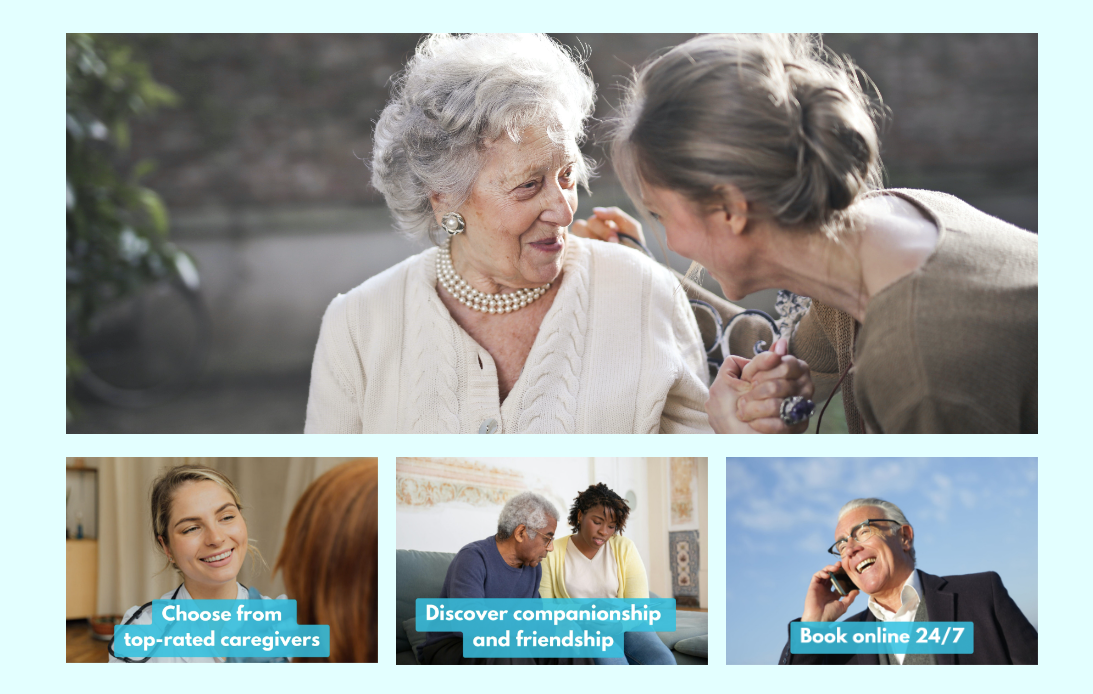 Choose from
top-rated caregivers
Discover companionship
and friendship
Book online 24/7